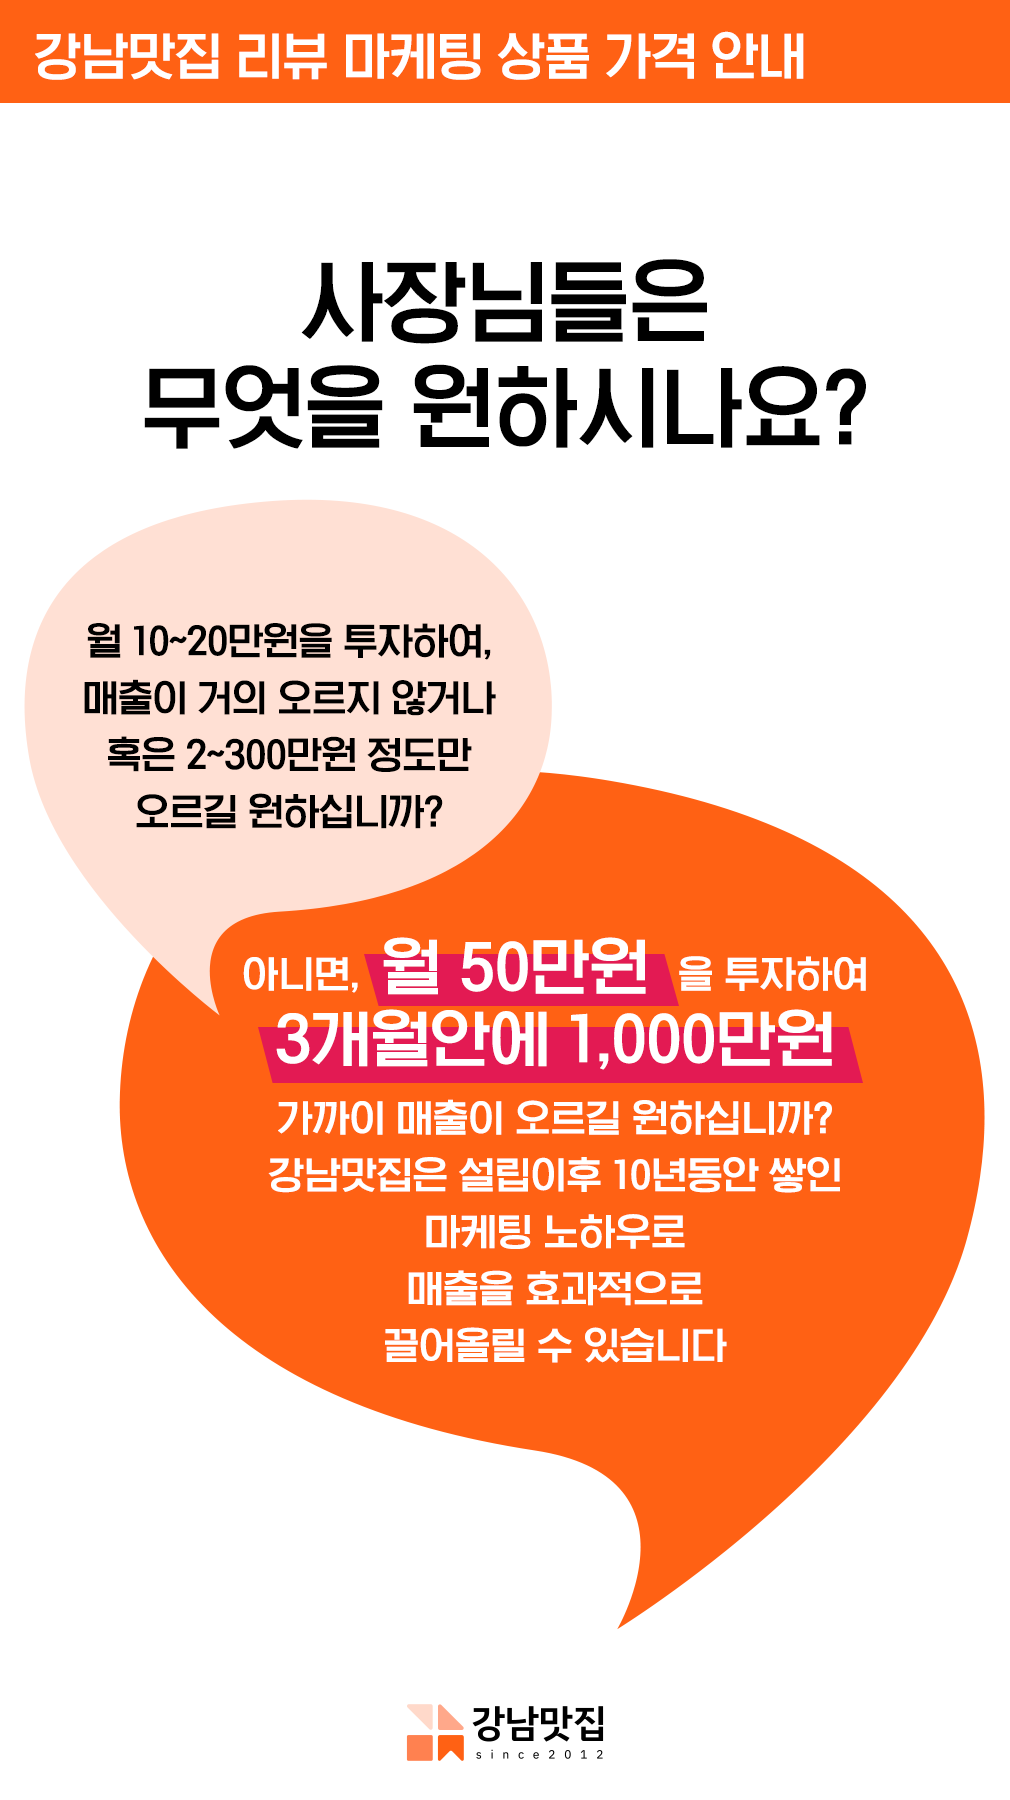 강남맛집 리뷰 마케팅 상품 가격 안내
사장님들은
무엇을 원하시나요?
월 10~20만원을 투자하여,
매출이 거의 오르지 않거나
혹은 2~300만원 정도만
오르길 원하십니까?
아니면, 월 50만원 을 투자하여
3개월안에 1,000만원
가까이 매출이 오르길 원하십니까?
강남맛집은 설립이후 10년동안 쌓인
마케팅 노하우로
매출을 효과적으로
끌어올릴 수 있습니다
강남맛집
since2012